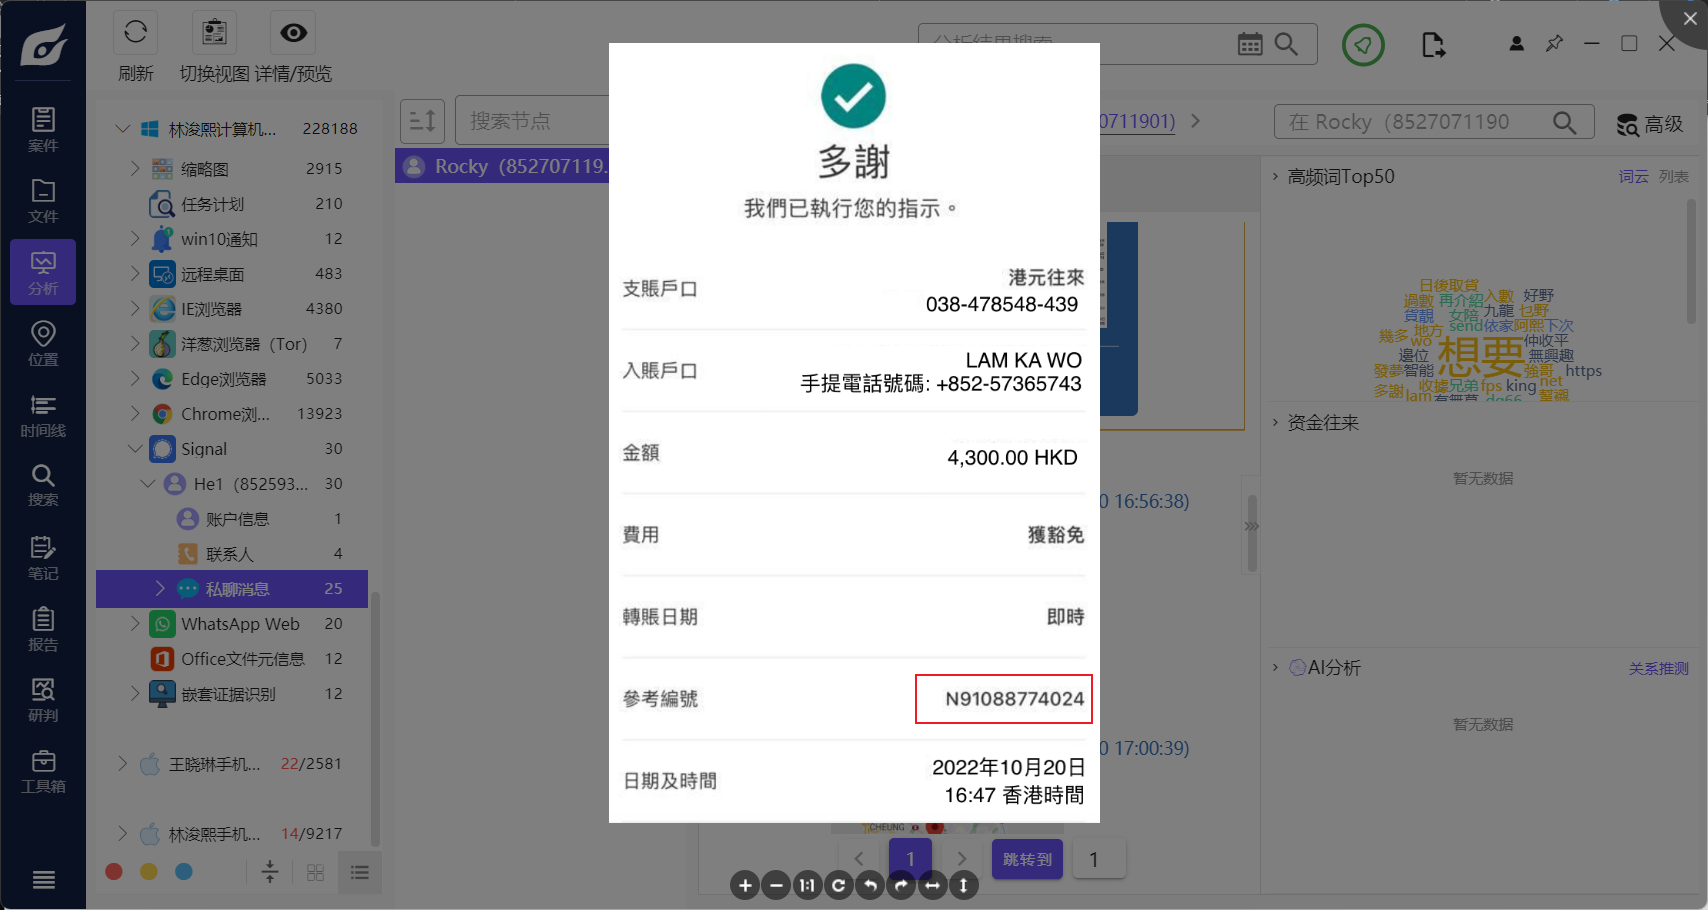 刷新
切换视图
详情/预览
分析结果搜索
案件
文件
分析
位置
时间线
搜索
笔记
报告
研判
工具箱
林浚熙计算机... 228188
缩略图 2915
任务计划 210
win10通知 12
远程桌面 483
IE浏览器 4380
洋葱浏览器（Tor） 7
Edge浏览器 5033
Chrome浏... 13923
Signal 30
He1（852593... 30
账户信息 1
联系人 4
私聊消息 25
WhatsApp Web 20
Office文件元信息 12
嵌套证据识别 12
王晓琳手机... 22/2581
林浚熙手机... 14/9217
搜索节点
Rocky（852707119.
0711901)
在 Rocky（8527071190
高级
多謝
我們已執行您的指示。
支賬戶口
港元往來
038-478548-439
入賬戶口
LAM KA WO
手提電話號碼: +852-57365743
金額
4,300.00 HKD
費用
獲豁免
轉賬日期
即時
參考編號
N91088774024
日期及時間
2022年10月20日
16:47 香港時間
0 16:56:38)
0 17:00:39)
CHEUNG
1
跳转到
1
1:1
高频词Top50
词云 列表
日後取貨
過數 再介紹 入數 好野
貨靚 女陪 九龍 乜野
幾多 地方 send 依家 阿熙 下次
wo 想要 仲收平
邊位 無興趣
發夢 智能 強哥 https
多謝 收據 兄弟 fps king net
lam 有無草 dq66 幫襯
资金往来
暂无数据
AI分析
关系推测
暂无数据